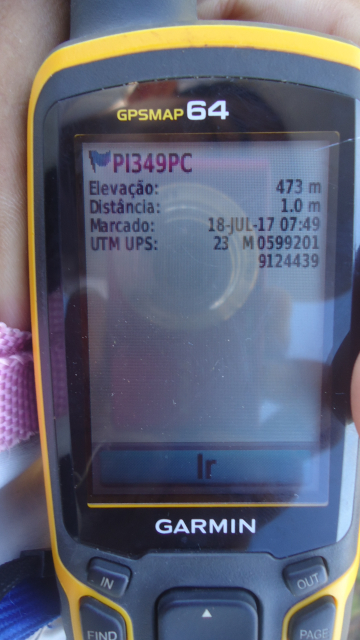 GPSMAP 64
PI349PC
Elevação: 473 m
Distância: 1.0 m
Marcado: 18-JUL-17 07:49
UTM UPS: 23 M 0599201
9124439
Ir
GARMIN
IN OUT
FIND PAGE